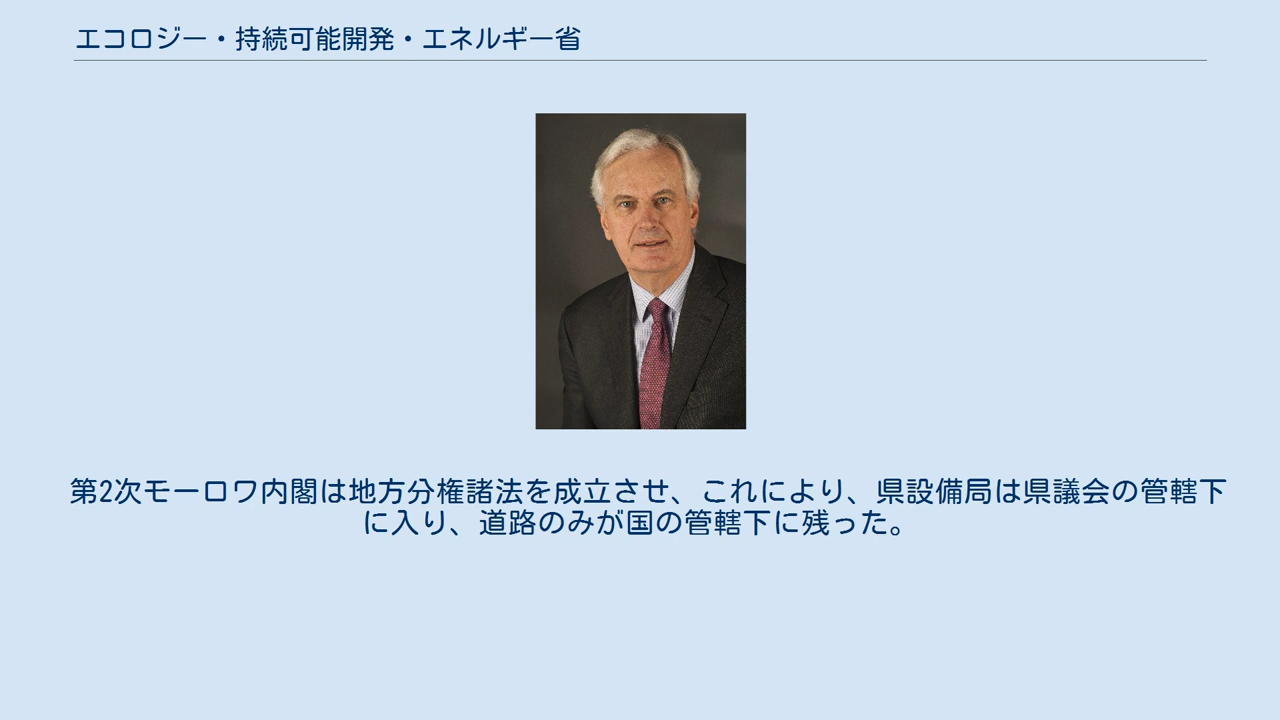 エコロジー・持続可能開発・エネルギー省
第2次モーロワ内閣は地方分権諸法を成立させ、これにより、県設備局は県議会の管轄下
に入り、道路のみが国の管轄下に残った。